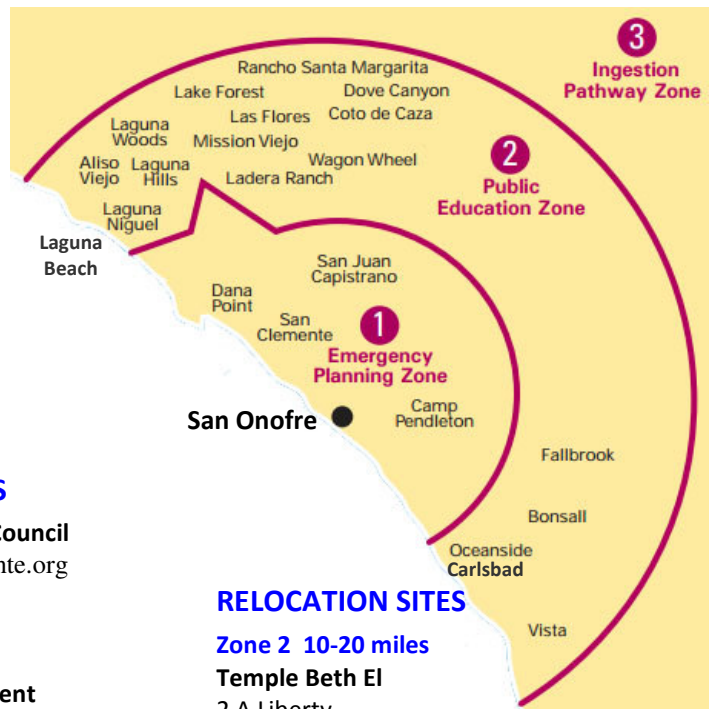 3
Ingestion
Pathway Zone
Rancho Santa Margarita
Lake Forest
Dove Canyon
Las Flores
Coto de Caza
Laguna
Woods
Mission Viejo
2
Public
Education Zone
Aliso
Viejo
Laguna
Hills
Wagon Wheel
Ladera Ranch
Laguna
Niguel
Laguna
Beach
San Juan
Capistrano
Dana
Point
San
Clemente
1
Emergency
Planning Zone
San Onofre
Camp
Pendleton
Fallbrook
Bonsall
Oceanside
Carlsbad
Vista
S
ouncil
nte.org
ent
RELOCATION SITES
Zone 2 10-20 miles
Temple Beth El
2 A Liberty